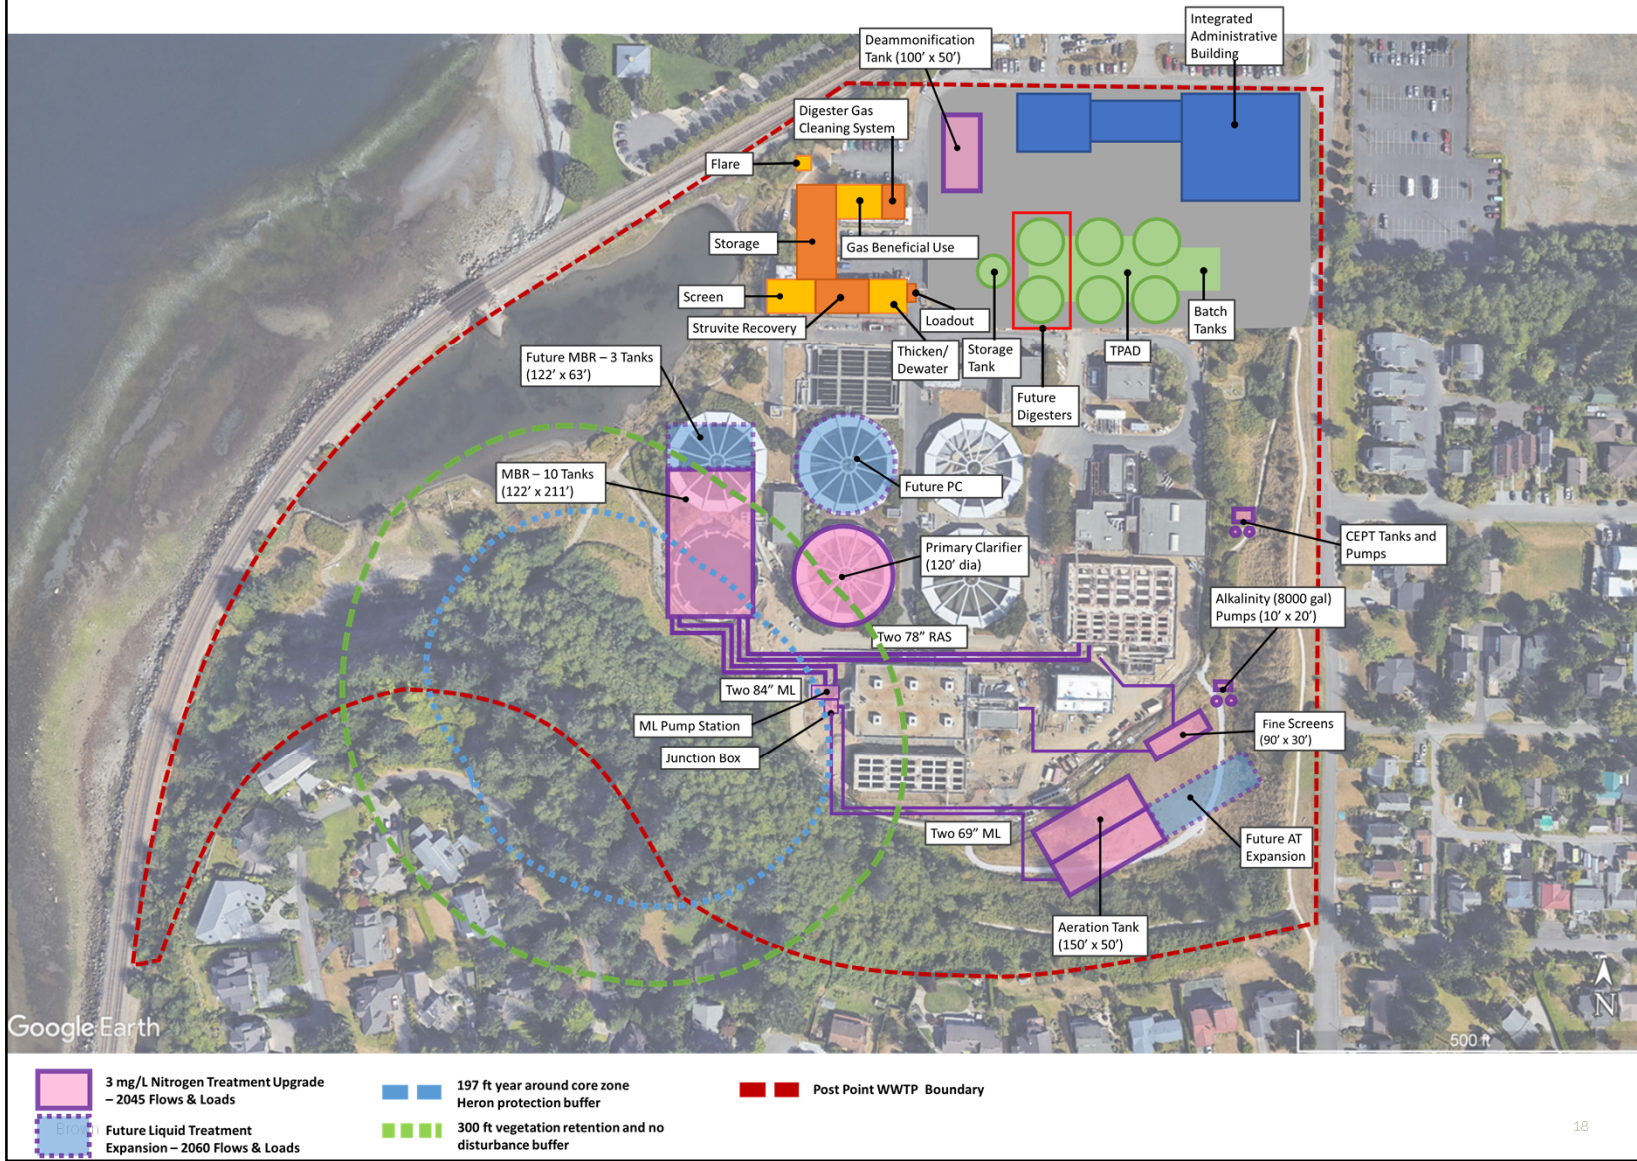 Integrated
Administrative
Building
Deammonification
Tank (100’ x 50’)
Digester Gas
Cleaning System
Flare
Storage
Gas Beneficial Use
Screen
Struvite Recovery
Loadout
Thicken/
Dewater
Storage
Tank
TPAD
Batch
Tanks
Future
Digesters
Future MBR – 3 Tanks
(122’ x 63’)
MBR – 10 Tanks
(122’ x 211’)
Future PC
Primary Clarifier
(120’ dia)
CEPT Tanks and
Pumps
Alkalinity (8000 gal)
Pumps (10’ x 20’)
Two 78” RAS
Two 84” ML
ML Pump Station
Junction Box
Fine Screens
(90’ x 30’)
Two 69” ML
Future AT
Expansion
Aeration Tank
(150’ x 50’)
N
Google Earth
500 ft
3 mg/L Nitrogen Treatment Upgrade
– 2045 Flows & Loads
Future Liquid Treatment
Expansion – 2060 Flows & Loads
197 ft year around core zone
Heron protection buffer
300 ft vegetation retention and no
disturbance buffer
Post Point WWTP Boundary
18